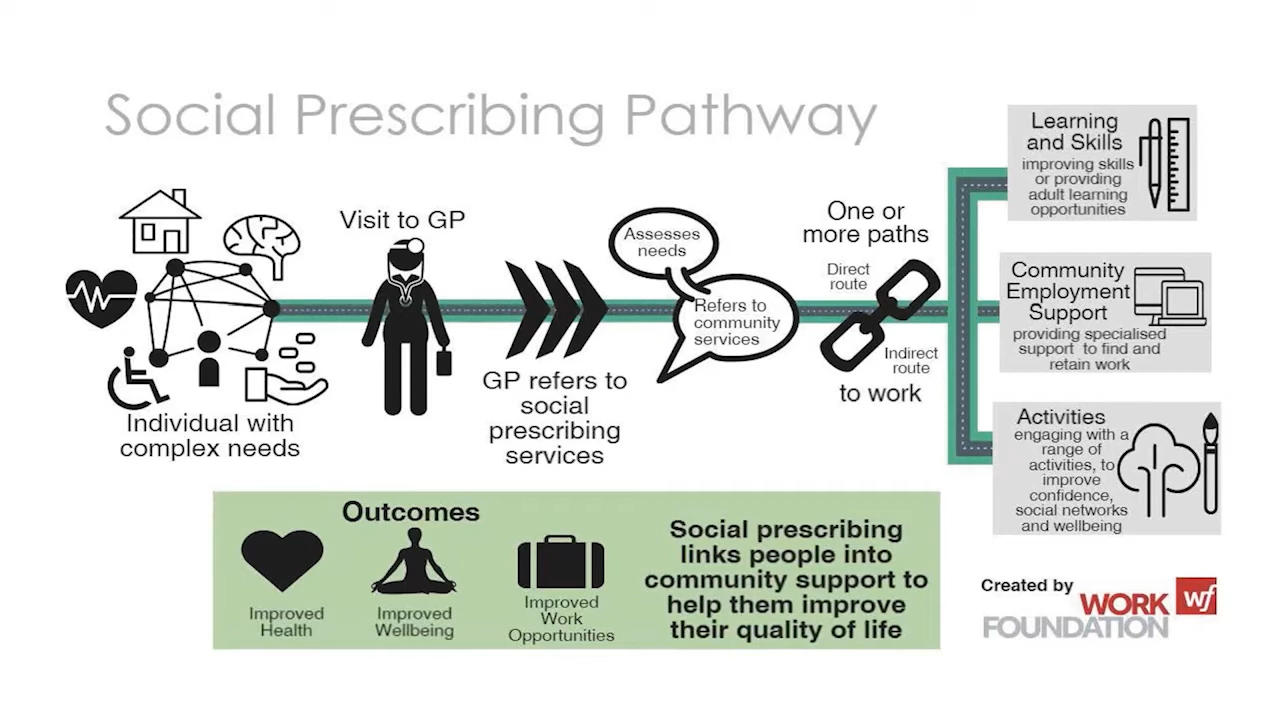 Social Prescribing Pathway
Individual with
complex needs
Visit to GP
GP refers to
social
prescribing
services
Assesses
needs
Refers to
community
services
One or
more paths
Direct
route
Indirect
route
to work
Learning
and Skills
improving skills
or providing
adult learning
opportunities
Community
Employment
Support
providing specialised
support to find and
retain work
Activities
engaging with a
range of
activities, to
improve
confidence,
social networks
and wellbeing
Outcomes
Improved
Health
Improved
Wellbeing
Improved
Work
Opportunities
Social prescribing
links people into
community support to
help them improve
their quality of life
Created by
WORK
FOUNDATION
wf